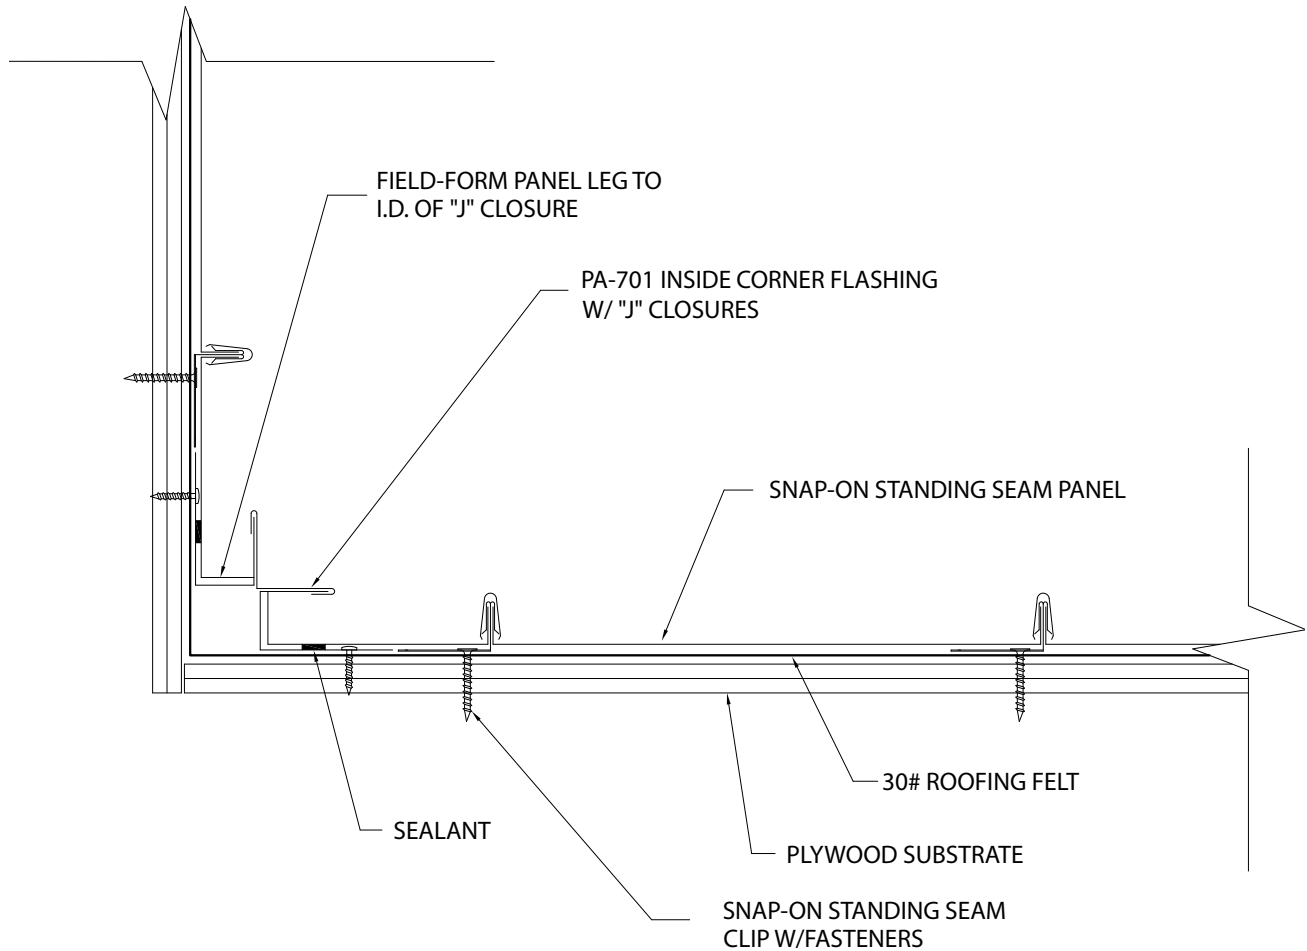 FIELD-FORM PANEL LEG TO
I.D. OF "J" CLOSURE
PA-701 INSIDE CORNER FLASHING
W/ "J" CLOSURES
SNAP-ON STANDING SEAM PANEL
30# ROOFING FELT
SEALANT
PLYWOOD SUBSTRATE
SNAP-ON STANDING SEAM
CLIP W/FASTENERS